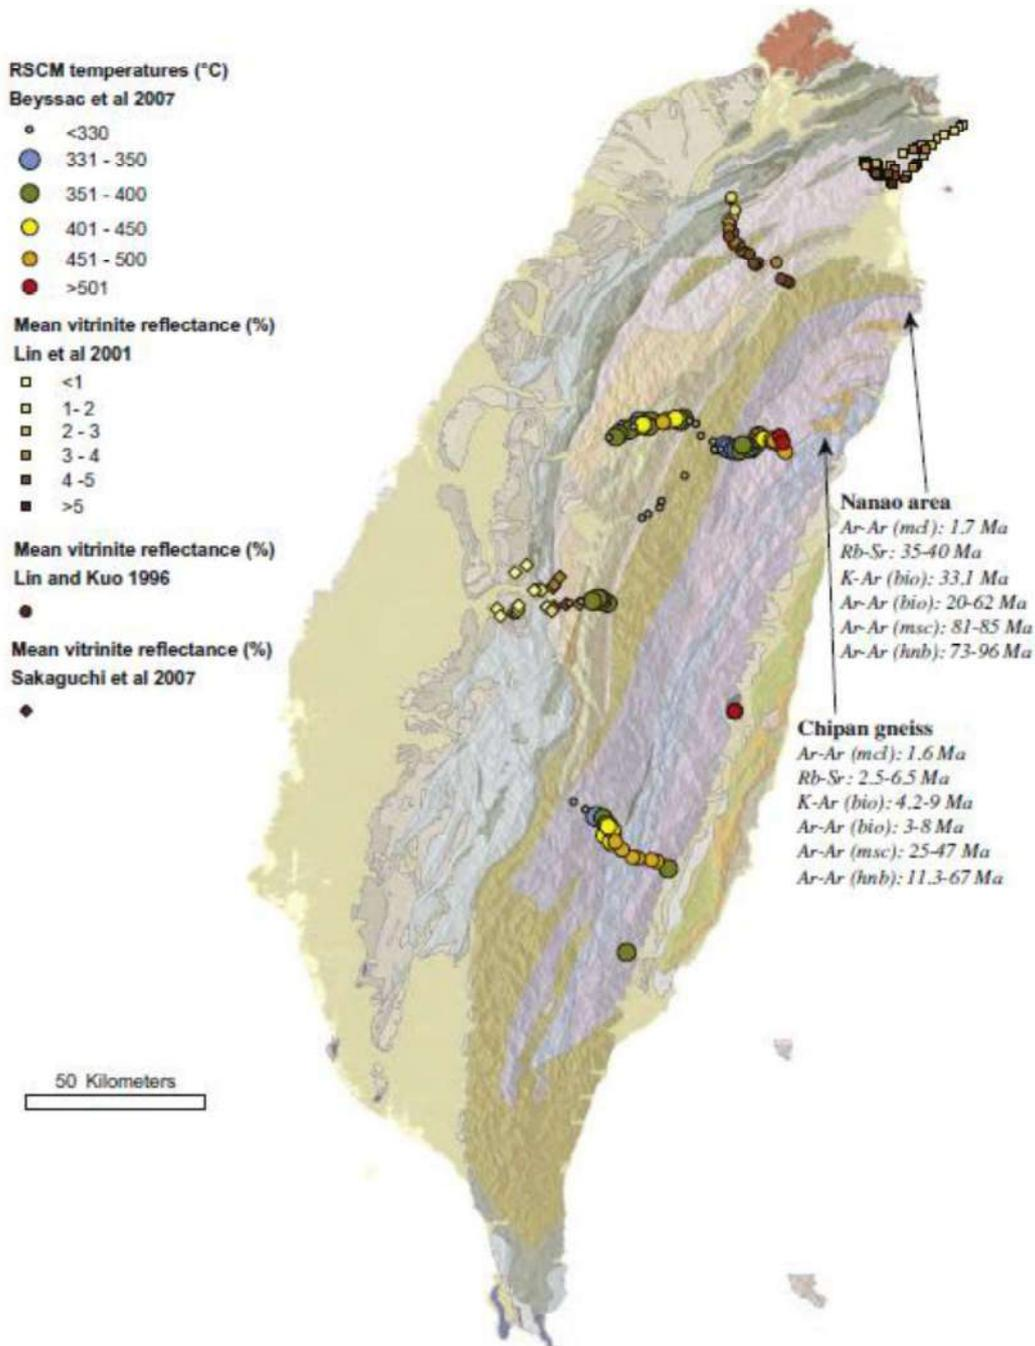 RSCM temperatures (°C)
Beyssac et al 2007
<330
331 - 350
351 - 400
401 - 450
451 - 500
>501
Mean vitrinite reflectance (%)
Lin et al 2001
<1
1- 2
2 - 3
3 - 4
4 -5
>5
Mean vitrinite reflectance (%)
Lin and Kuo 1996
Mean vitrinite reflectance (%)
Sakaguchi et al 2007
50 Kilometers
Nanao area
Ar-Ar (mcl): 1.7 Ma
Rb-Sr: 35-40 Ma
K-Ar (bio): 33.1 Ma
Ar-Ar (bio): 20-62 Ma
Ar-Ar (msc): 81-85 Ma
Ar-Ar (hnb): 73-96 Ma
Chipan gneiss
Ar-Ar (mcl): 1.6 Ma
Rb-Sr: 2.5-6.5 Ma
K-Ar (bio): 4.2-9 Ma
Ar-Ar (bio): 3-8 Ma
Ar-Ar (msc): 25-47 Ma
Ar-Ar (hnb): 11.3-67 Ma